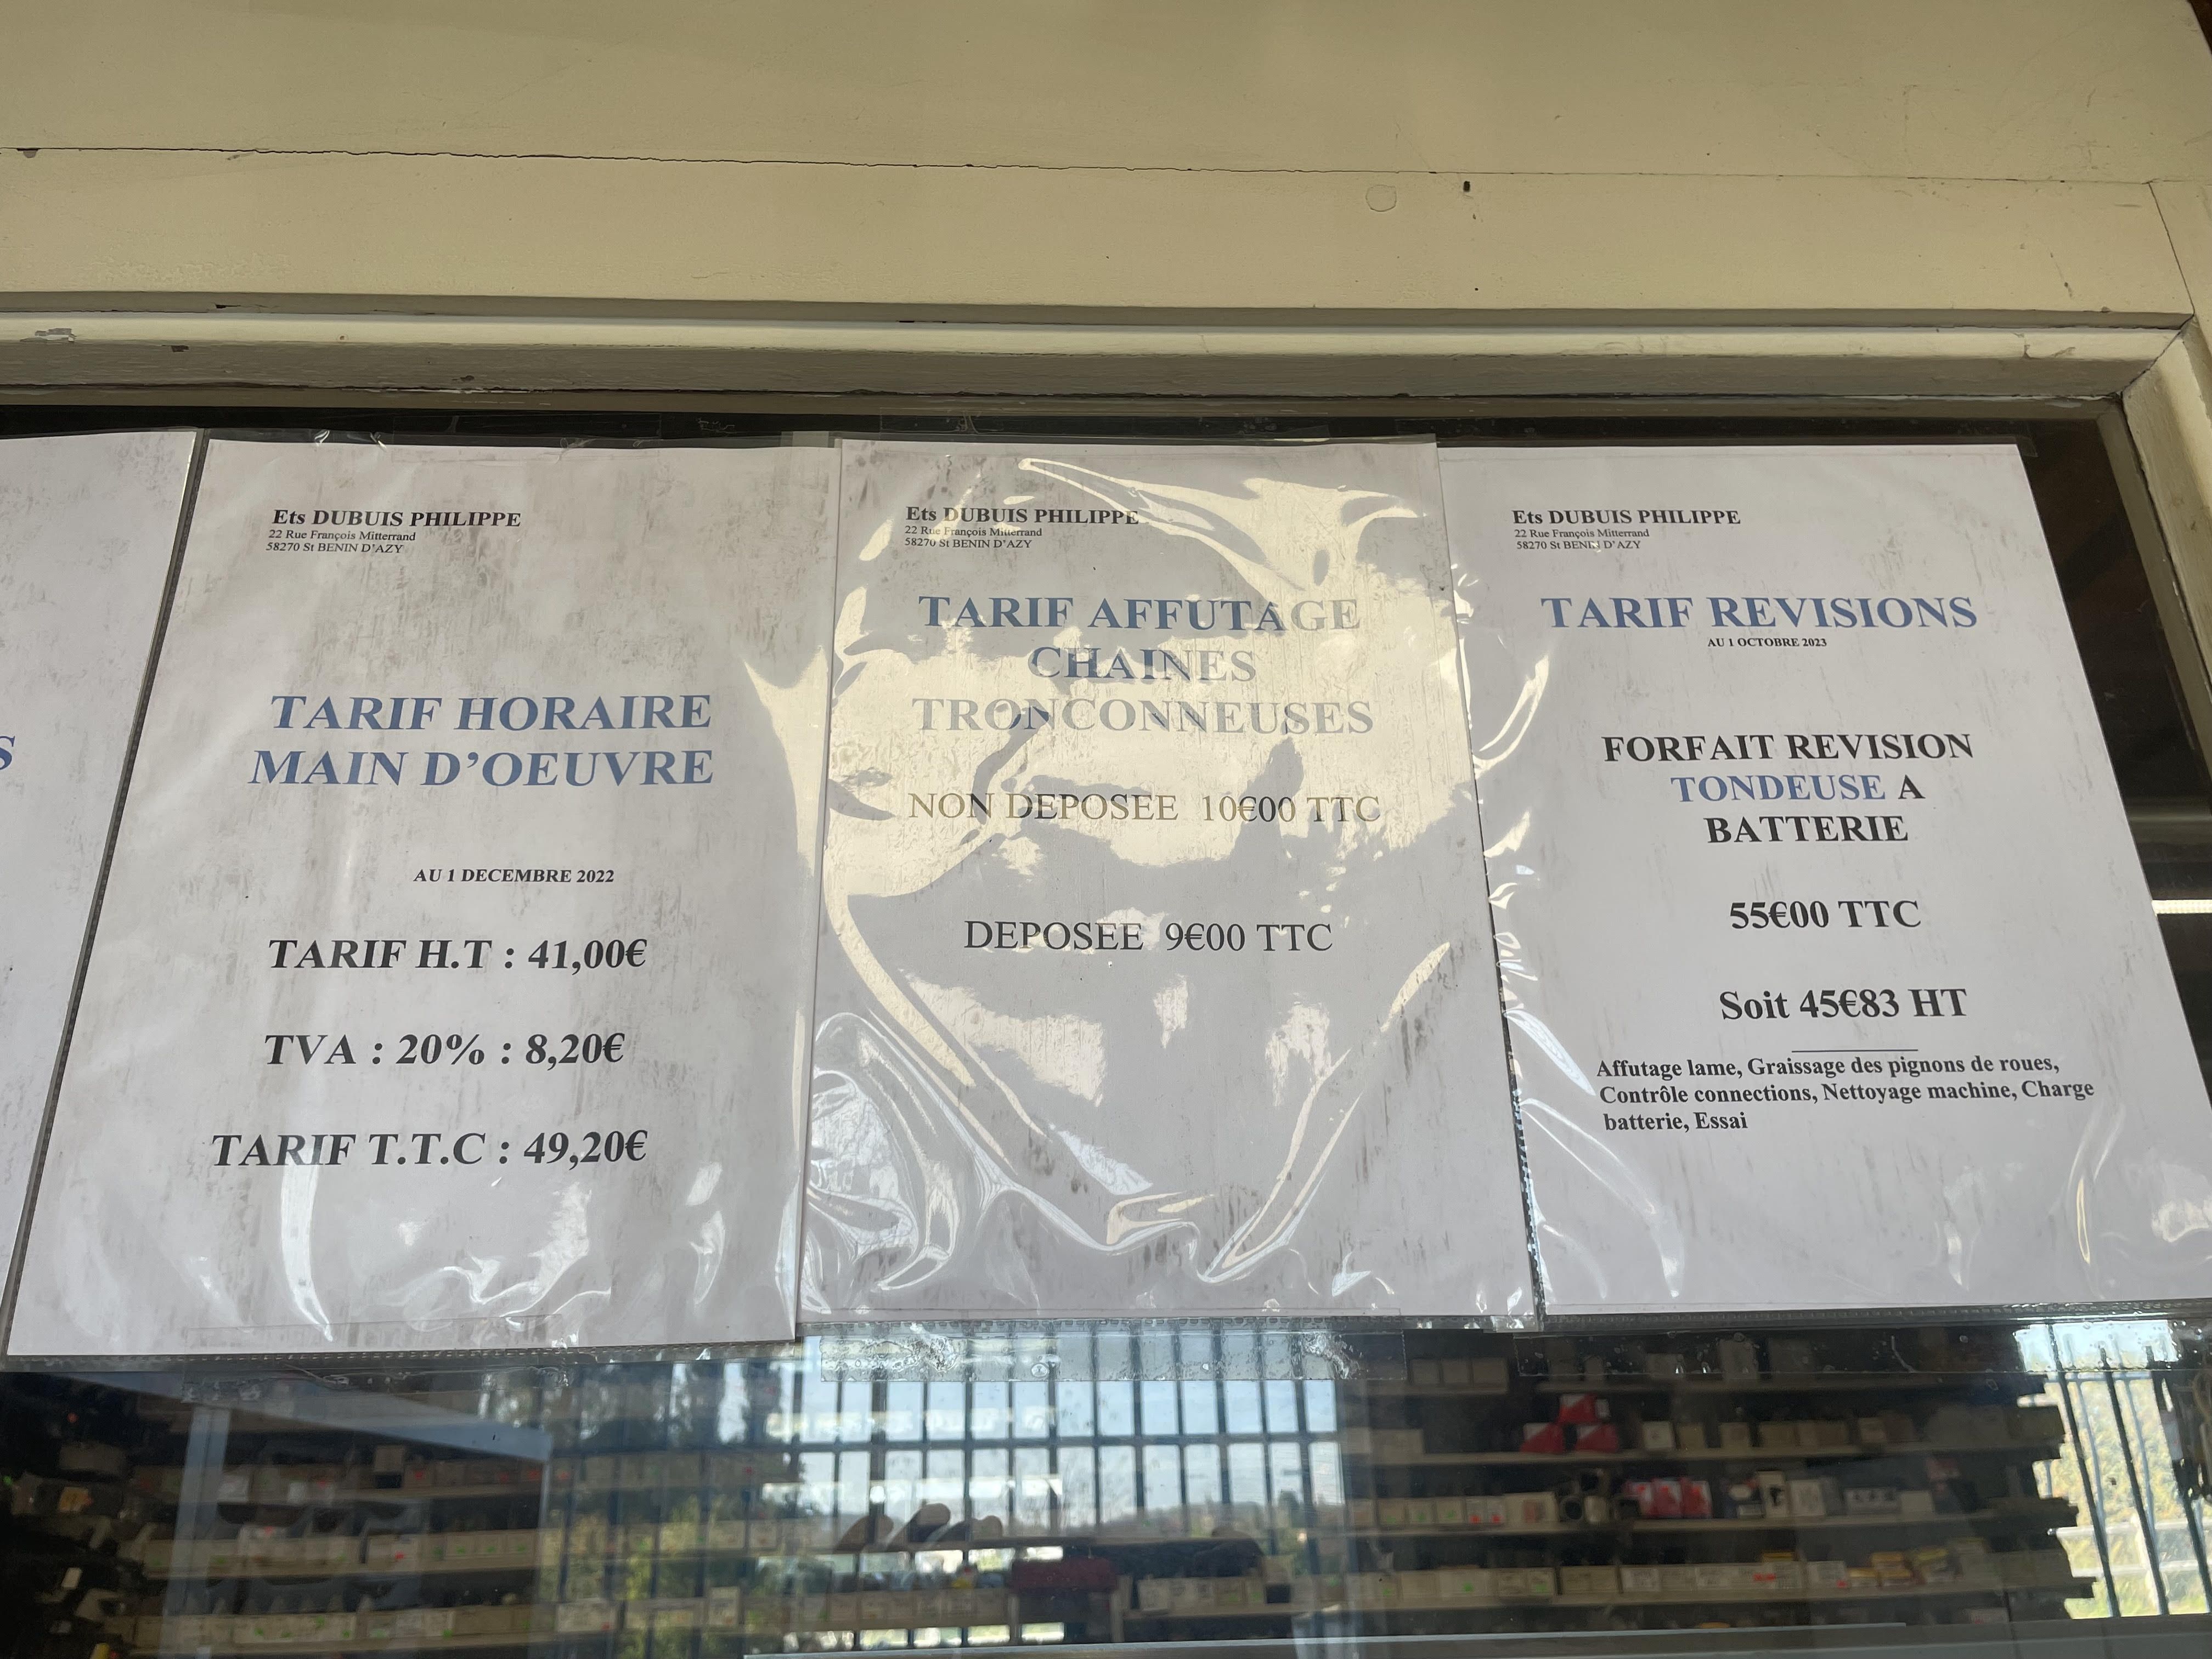 S
Ets DUBUIS PHILIPPE
22 Rue François Mitterrand
58270 St BENIN D'AZY
TARIF HORAIRE
MAIN D'OEUVRE
AU 1 DECEMBRE 2022
TARIF H.T : 41,00€
TVA : 20% : 8,20€
TARIF T.T.C : 49,20€
Ets DUBUIS PHILIPPE
22 Rue François Mitterrand
58270 St BENIN D'AZY
TARIF AFFUTAGE
CHAINES
TRONCONNEUSES
NON DEPOSEE 10€00 TTC
DEPOSEE 9€00 TTC
Ets DUBUIS PHILIPPE
22 Rue François Mitterrand
58270 St BENIN D'AZY
TARIF REVISIONS
AU 1 OCTOBRE 2023
FORFAIT REVISION
TONDEUSE A
BATTERIE
55€00 TTC
Soit 45€83 HT
Affutage lame, Graissage des pignons de roues,
Contrôle connections, Nettoyage machine, Charge
batterie, Essai